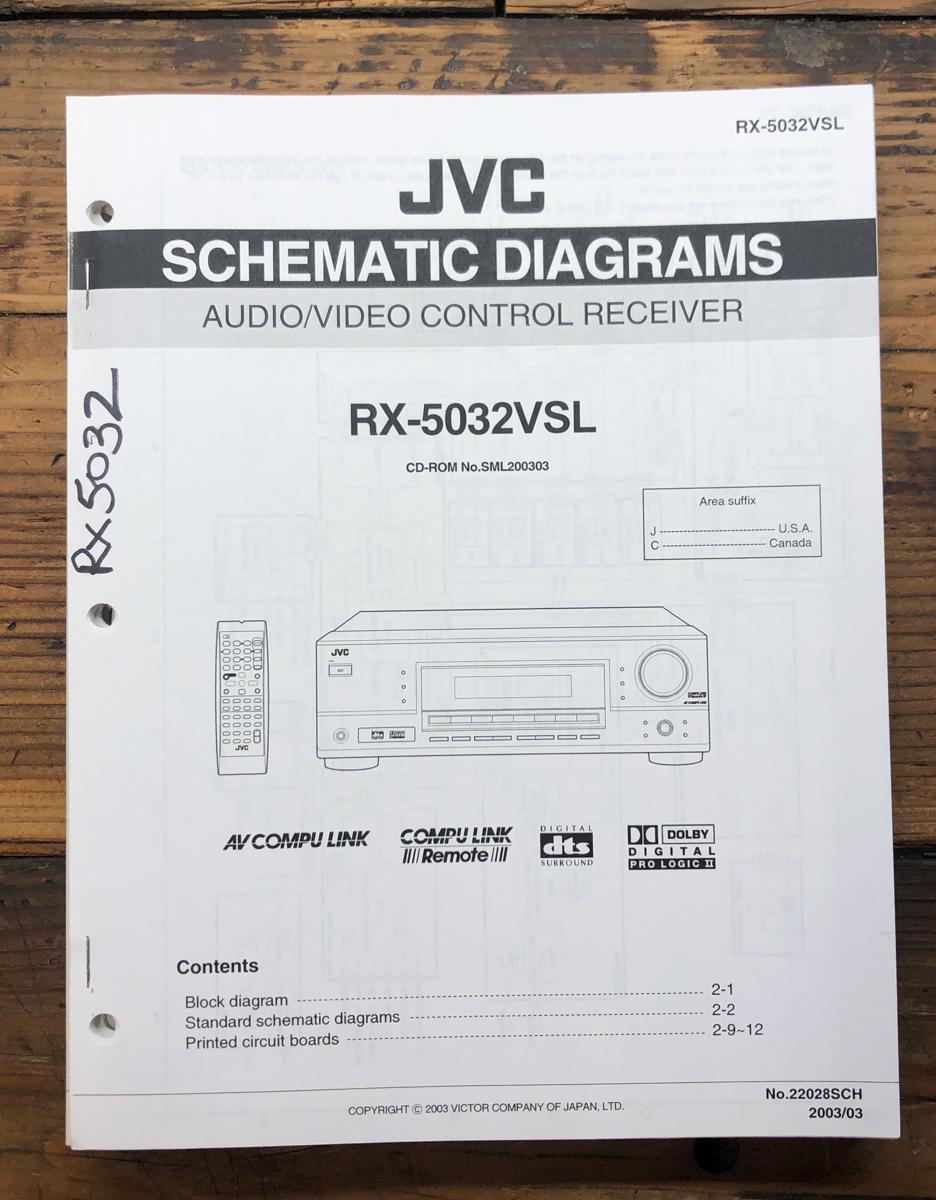 RX-5032VSL
JVC
SCHEMATIC DIAGRAMS
AUDIO/VIDEO CONTROL RECEIVER
RX5032
RX-5032VSL
CD-ROM No.SML200303
Area suffix
J ---------------------------- U.S.A.
C -------------------------- Canada
JVC
JVC
AV COMPU LINK
COMPU LINK
Remote
DIGITAL
dts
SURROUND
DOLBY
DIGITAL
PRO LOGIC II
Contents
Block diagram ---------------------------- 2-1
Standard schematic diagrams ---------------------------- 2-2
Printed circuit boards ---------------------------- 2-9~12
COPYRIGHT © 2003 VICTOR COMPANY OF JAPAN, LTD.
No.22028SCH
2003/03